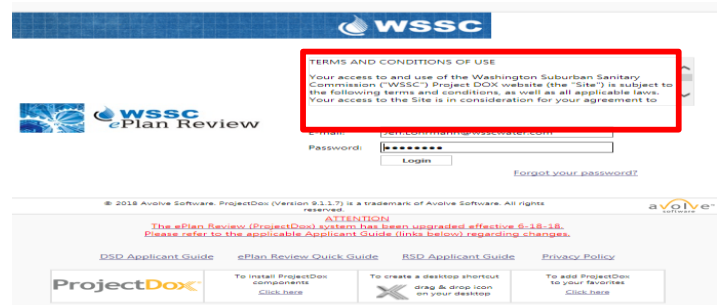 WSSC
TERMS AND CONDITIONS OF USE
Your access to and use of the Washington Suburban Sanitary
Commission ("WSSC") Project DOX website (the "Site") is subject to
the following terms and conditions, as well as all applicable laws.
Your access to the Site is in consideration for your agreement to
WSSC
ePlan Review
E-mail:
Password:
Login
Forgot your password?
© 2018 Avolve Software. ProjectDox (Version 9.1.1.7) is a trademark of Avolve Software. All rights
reserved.
avolve
software
ATTENTION
The ePlan Review (ProjectDox) system has been upgraded effective 6-18-18.
Please refer to the applicable Applicant Guide (links below) regarding changes.
DSD Applicant Guide ePlan Review Quick Guide RSD Applicant Guide Privacy Policy
ProjectDox
To install ProjectDox
components
Click here
To create a desktop shortcut
drag & drop icon
on your desktop
To add ProjectDox
to your favorites
Click here